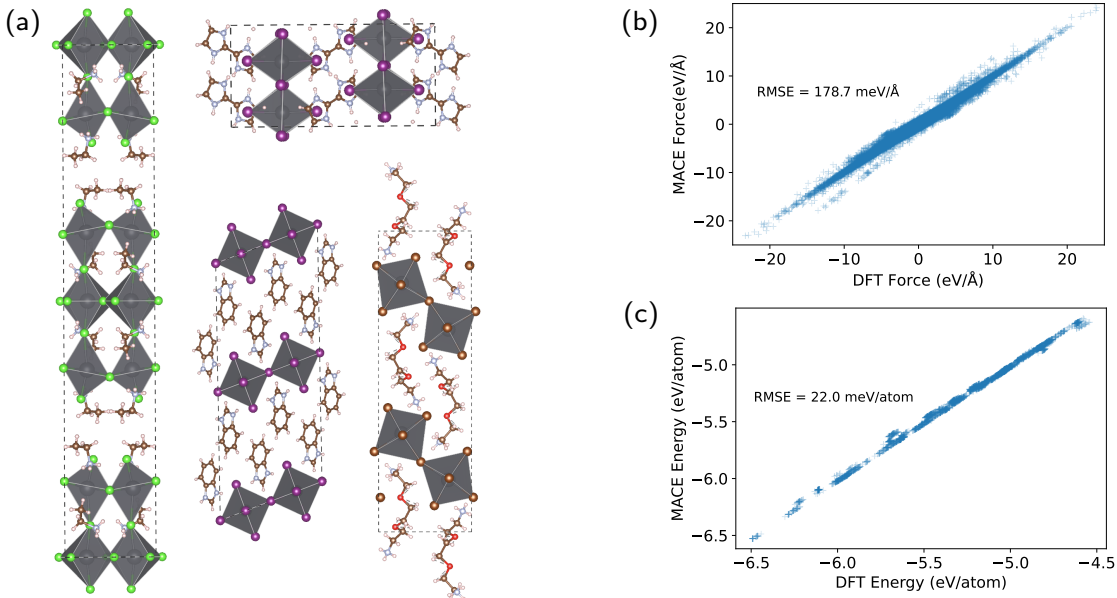 (a)
(b)
20
10
0
−10
−20
MACE Force(eV/Å)
RMSE = 178.7 meV/Å
−20 −10 0 10 20
DFT Force (eV/Å)
(c)
−5.0
−5.5
−6.0
−6.5
MACE Energy (eV/atom)
RMSE = 22.0 meV/atom
−6.5 −6.0 −5.5 −5.0 −4.5
DFT Energy (eV/atom)